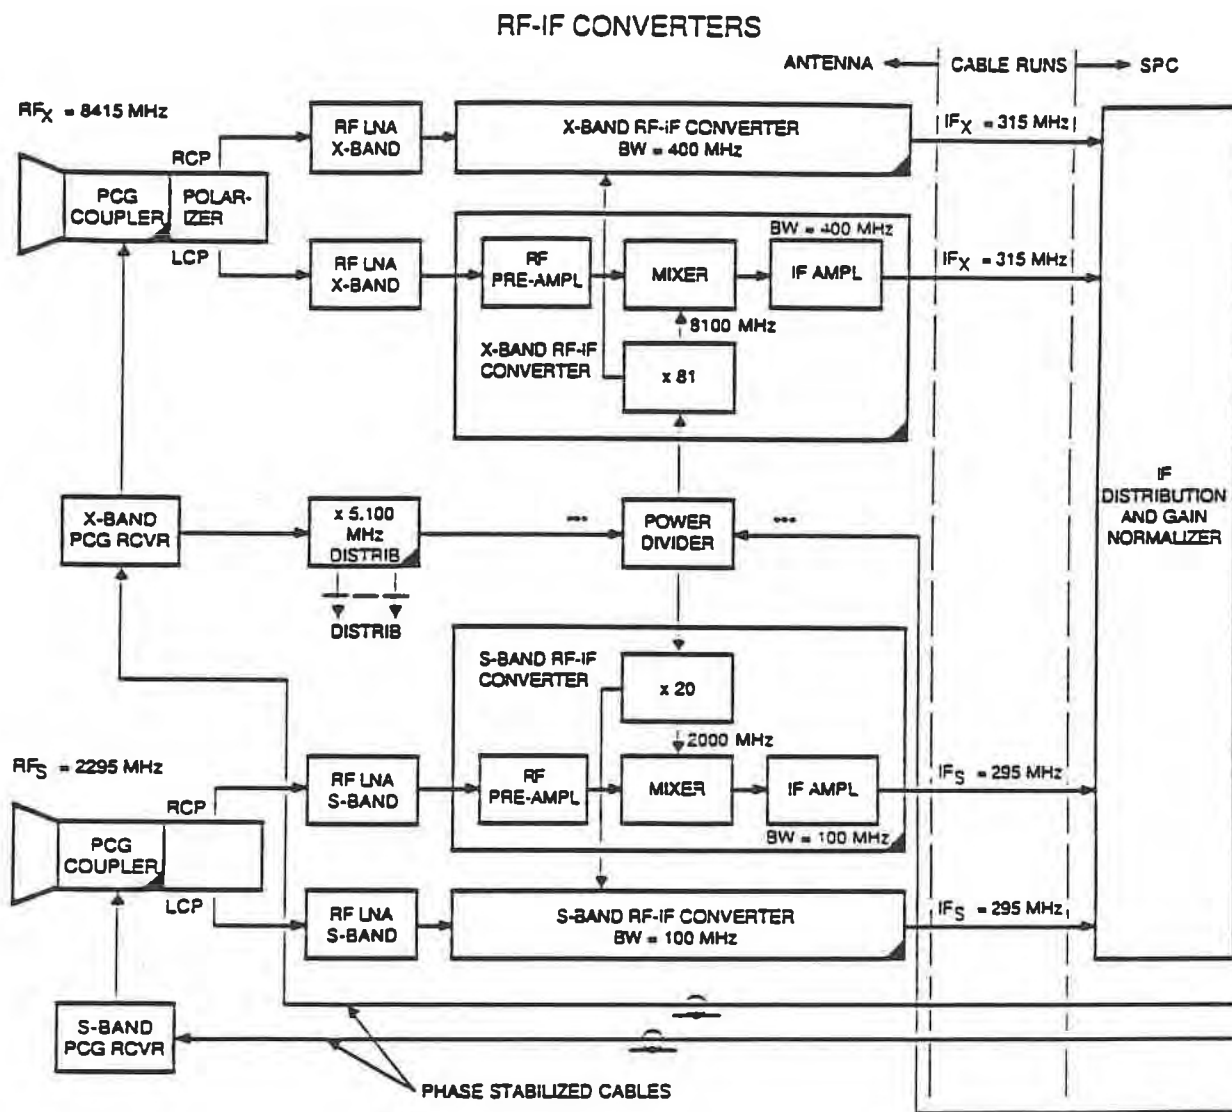 RF-IF CONVERTERS
ANTENNA
CABLE RUNS
SPC
RFX = 8415 MHz
RCP
PCG
COUPLER
POLAR-
IZER
LCP
RF LNA
X-BAND
X-BAND RF-IF CONVERTER
BW = 400 MHz
IFX = 315 MHz
RF LNA
X-BAND
RF
PRE-AMPL
MIXER
BW = 400 MHz
IF AMPL
IFX = 315 MHz
8100 MHz
X-BAND RF-IF
CONVERTER
x 81
IF
DISTRIBUTION
AND GAIN
NORMALIZER
X-BAND
PCG RCVR
x 5.100
MHz
DISTRIB
DISTRIB
POWER
DIVIDER
S-BAND RF-IF
CONVERTER
x 20
2000 MHz
RFS = 2295 MHz
RCP
PCG
COUPLER
LCP
RF LNA
S-BAND
RF
PRE-AMPL
MIXER
IF AMPL
BW = 100 MHz
IFS = 295 MHz
RF LNA
S-BAND
S-BAND RF-IF CONVERTER
BW = 100 MHz
IFS = 295 MHz
S-BAND
PCG RCVR
PHASE STABILIZED CABLES